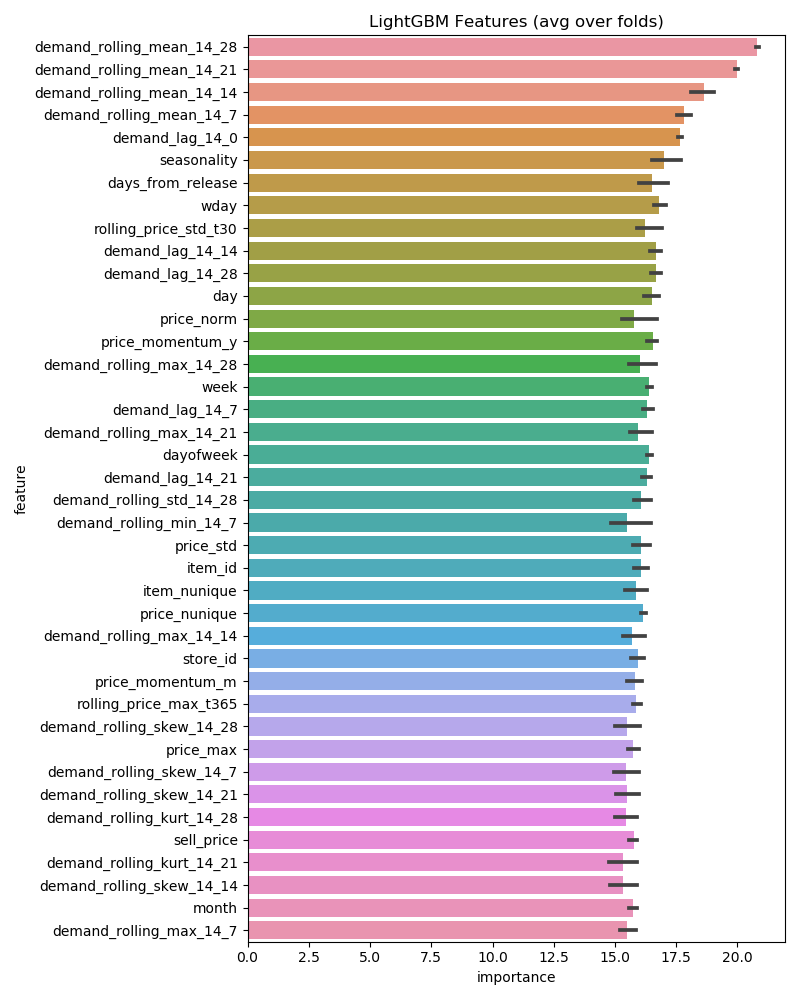 LightGBM Features (avg over folds)
demand_rolling_mean_14_28
demand_rolling_mean_14_21
demand_rolling_mean_14_14
demand_rolling_mean_14_7
demand_lag_14_0
seasonality
days_from_release
wday
rolling_price_std_t30
demand_lag_14_14
demand_lag_14_28
day
price_norm
price_momentum_y
demand_rolling_max_14_28
week
demand_lag_14_7
demand_rolling_max_14_21
dayofweek
demand_lag_14_21
demand_rolling_std_14_28
demand_rolling_min_14_7
price_std
item_id
item_nunique
price_nunique
demand_rolling_max_14_14
store_id
price_momentum_m
rolling_price_max_t365
demand_rolling_skew_14_28
price_max
demand_rolling_skew_14_7
demand_rolling_skew_14_21
demand_rolling_kurt_14_28
sell_price
demand_rolling_kurt_14_21
demand_rolling_skew_14_14
month
demand_rolling_max_14_7
feature
0.0 2.5 5.0 7.5 10.0 12.5 15.0 17.5 20.0
importance